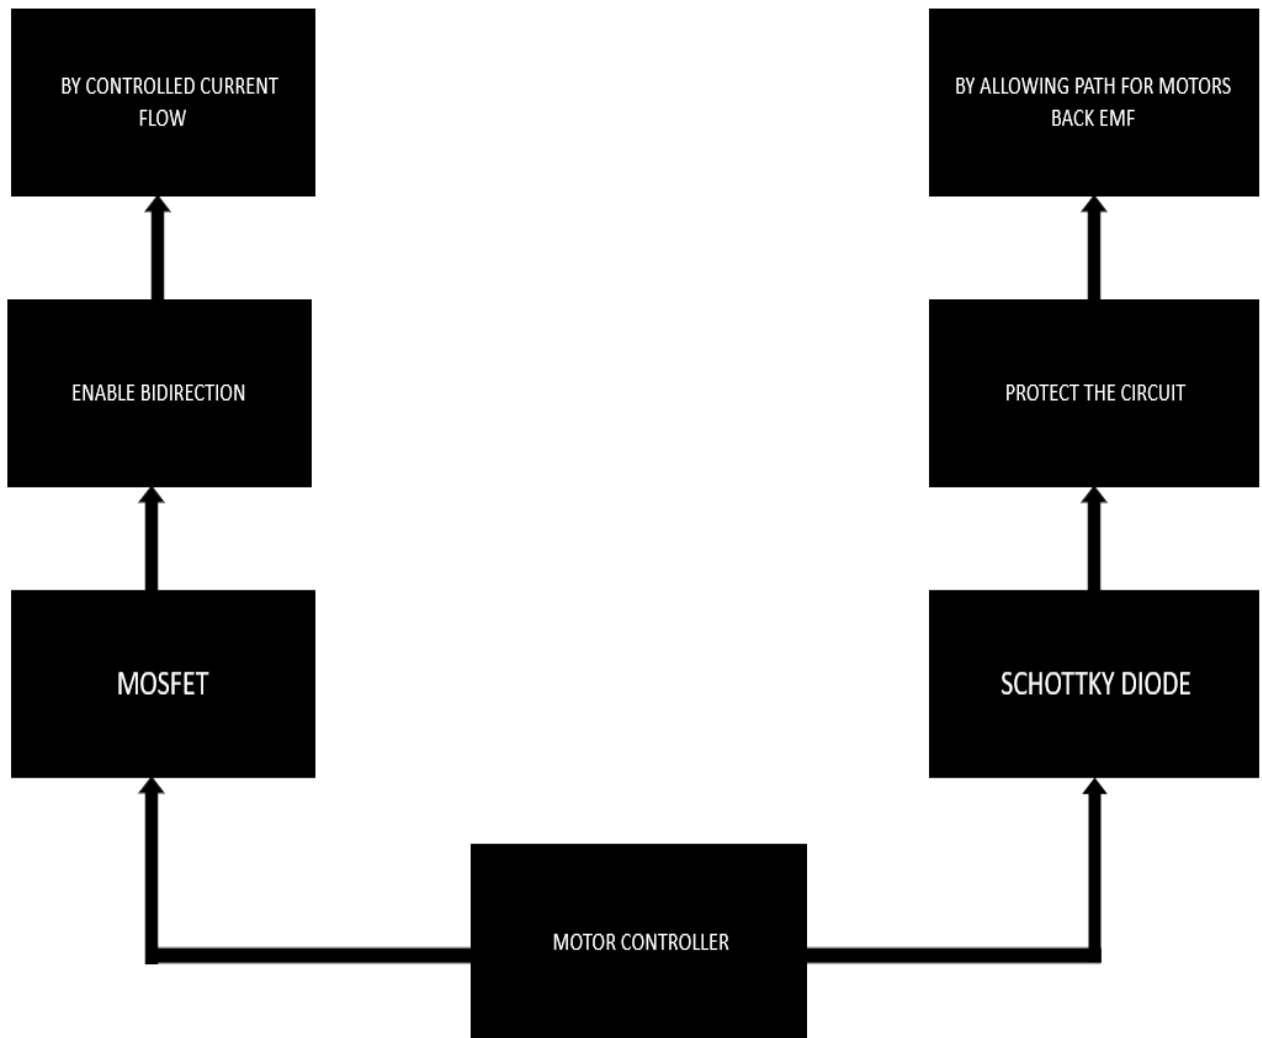 BY CONTROLLED CURRENT
FLOW
BY ALLOWING PATH FOR MOTORS
BACK EMF
ENABLE BIDIRECTION
PROTECT THE CIRCUIT
MOSFET
SCHOTTKY DIODE
MOTOR CONTROLLER